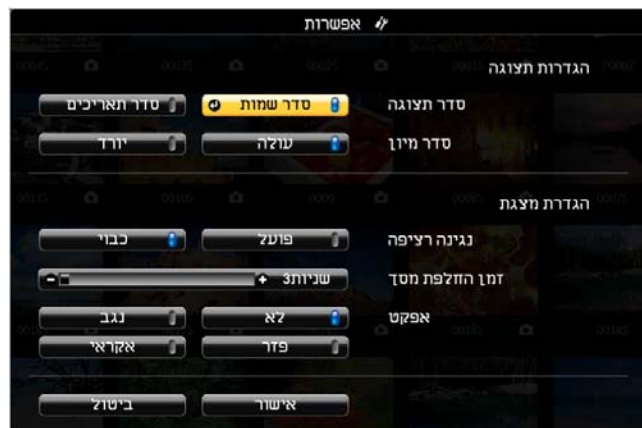 אפשרות
הגדרות תצוגה
סדר תצוגה סדר שמות סדר תאריכים
סדר מיון עולה יורד
הגדרת מצגת
נגינה רציפה פועל כבוי
זמן החלפת מסך שניות3 + -
אפקט לא נגב
פזר אקראי
אישור ביטול